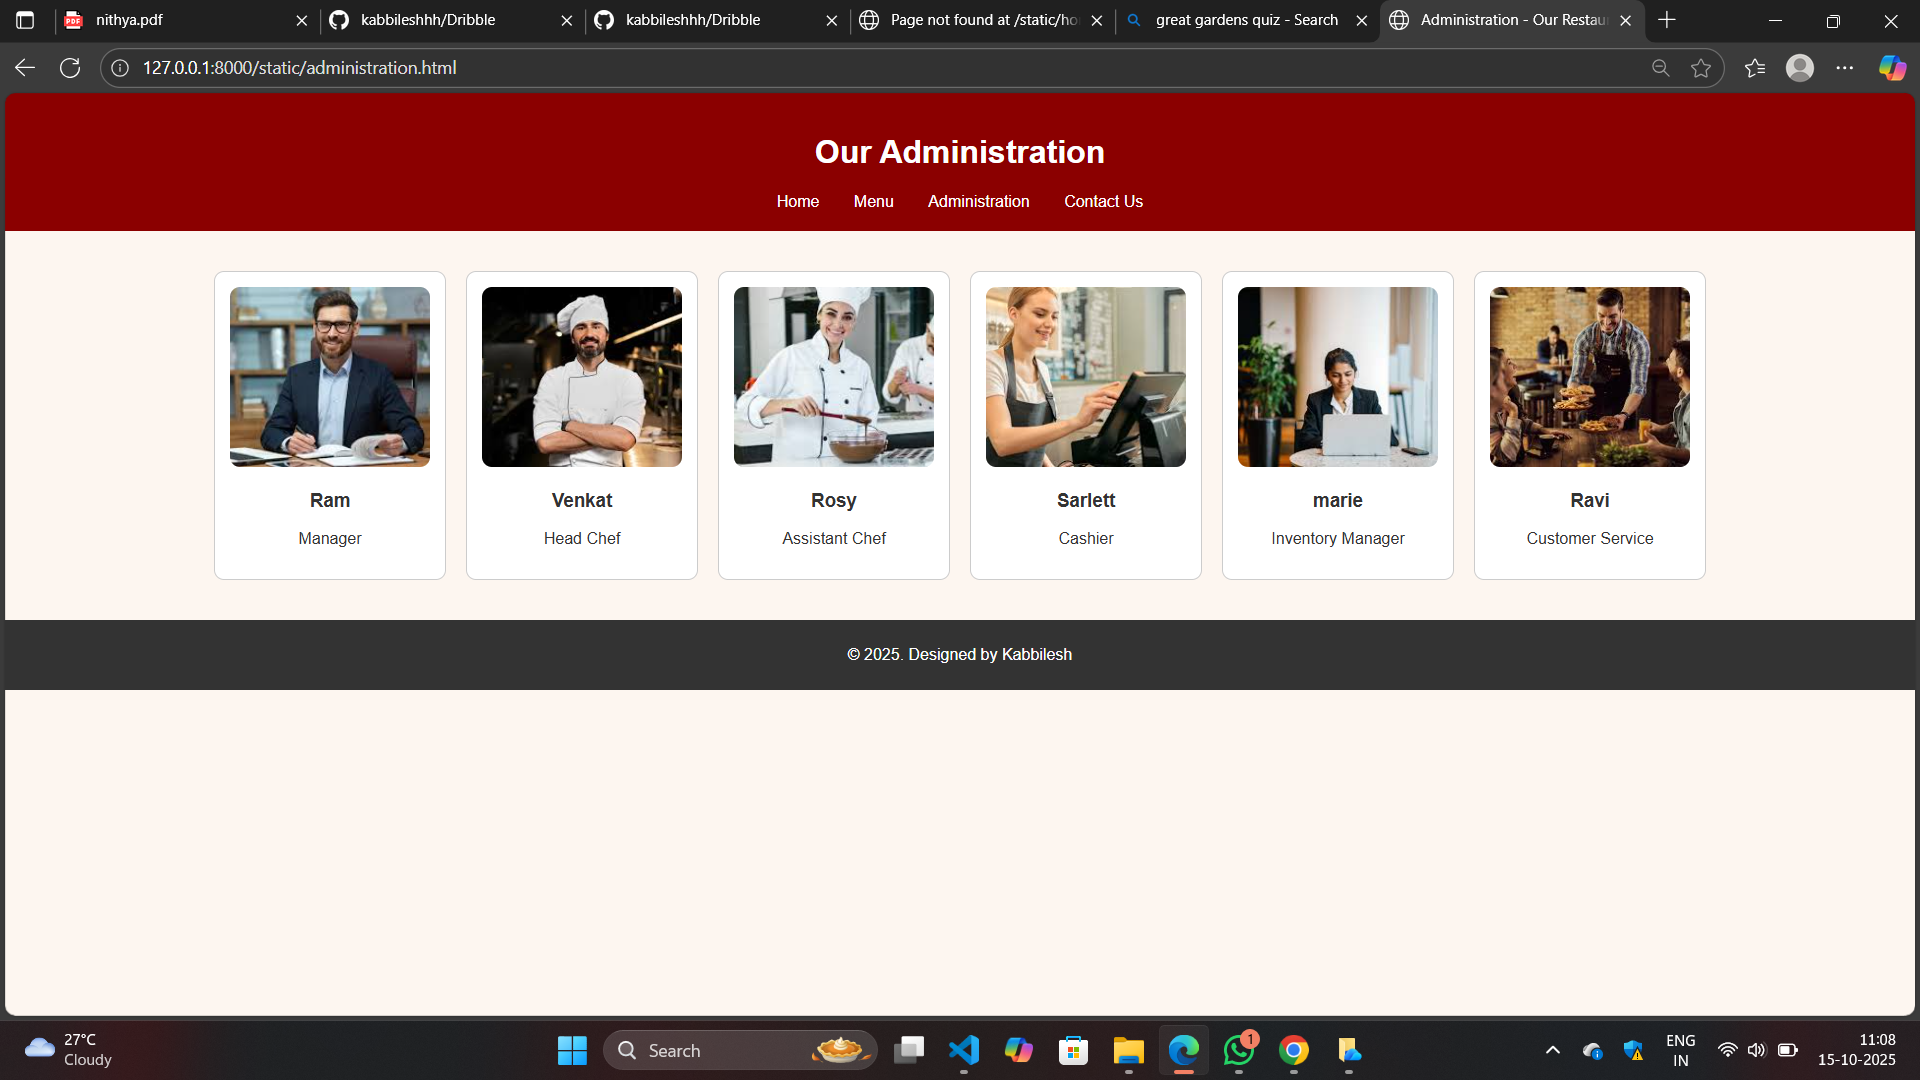 nithya.pdf
kabbileshhh/Dribble
kabbileshhh/Dribble
Page not found at /static/ho
great gardens quiz - Search
Administration - Our Restau
127.0.0.1:8000/static/administration.html
Our Administration
Home Menu Administration Contact Us
Ram
Manager
Venkat
Head Chef
Rosy
Assistant Chef
Sarlett
Cashier
marie
Inventory Manager
Ravi
Customer Service
© 2025. Designed by Kabbilesh
27°C
Cloudy
Search
1
ENG
IN
11:08
15-10-2025